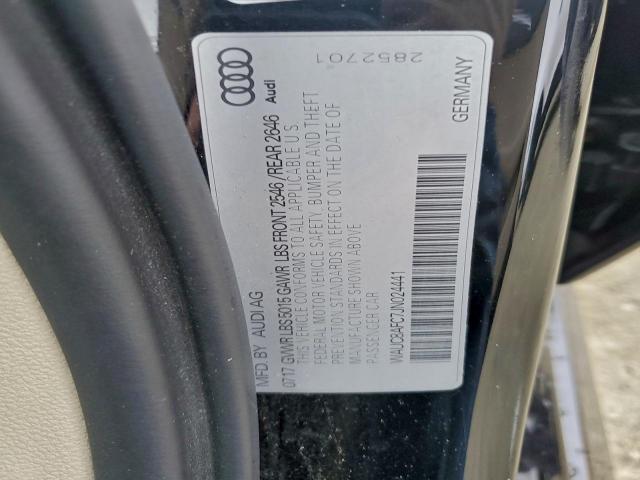 MFD. BY AUDI AG
0717 GVWR LBS 5015 GAWR LBS FRONT 2546 /REAR 2646
THIS VEHICLE CONFORMS TO ALL APPLICABLE U.S.
FEDERAL MOTOR VEHICLE SAFETY, BUMPER AND THEFT
PREVENTION STANDARDS IN EFFECT ON THE DATE OF
MANUFACTURE SHOWN ABOVE
PASSENGER CAR
WAUC8AFC7JN024441
Audi
2852701
GERMANY